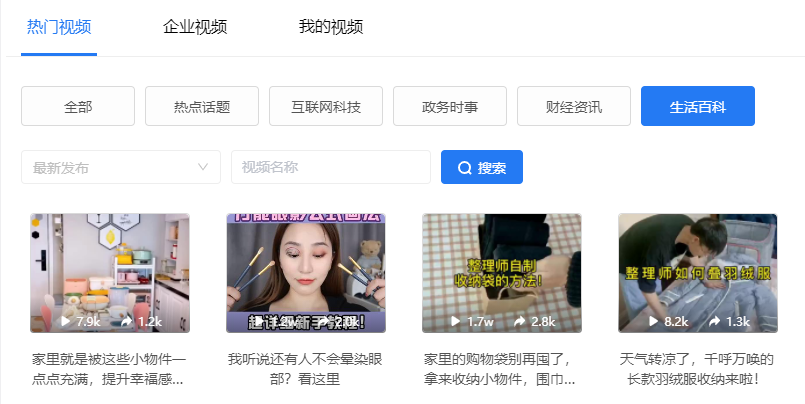 热门视频 企业视频 我的视频
全部 热点话题 互联网科技 政务时事 财经资讯 生活百科
最新发布 视频名称 搜索
整理师自制
收纳袋的方法!
整理师如何叠羽绒服
7.9k 1.2k
超详细新手教程!
1.7w 2.8k
8.2k 1.3k
家里就是被这些小物件一
点点充满，提升幸福感...
我听说还有人不会晕染眼
部？看这里
家里的购物袋别再囤了，
拿来收纳小物件，围巾...
天气转凉了，千呼万唤的
长款羽绒服收纳来啦！